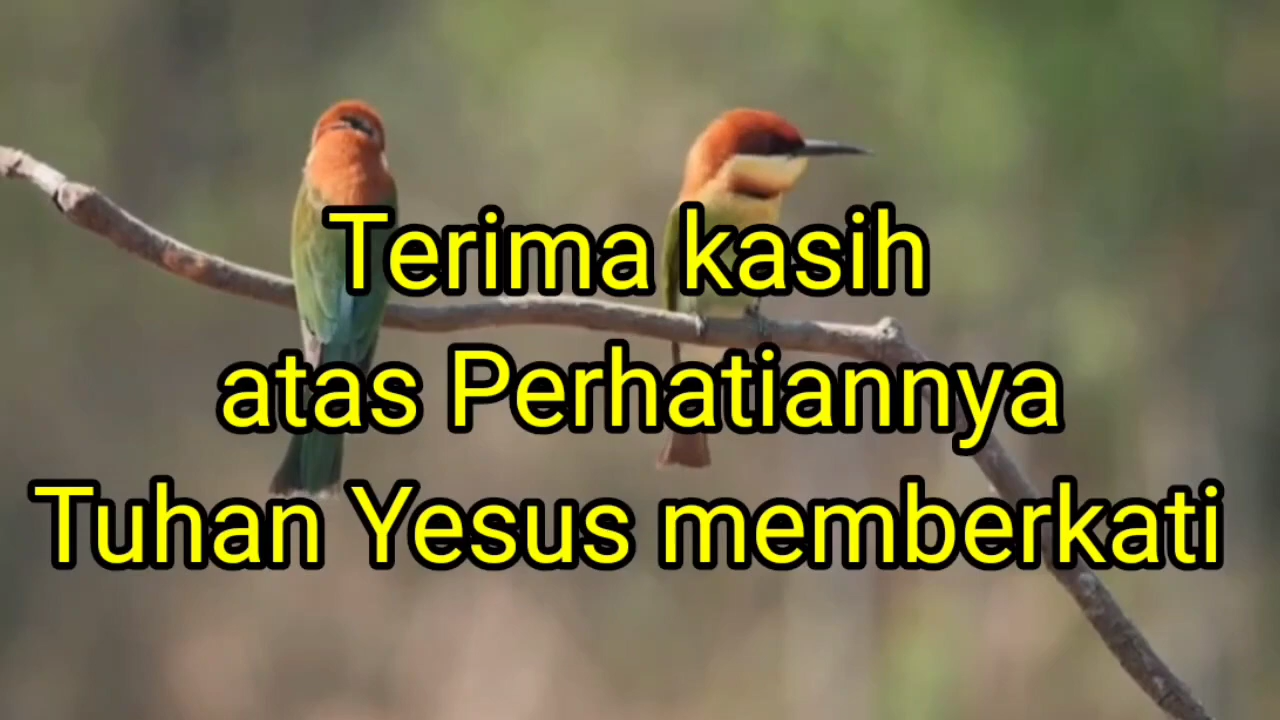 Terima kasih
atas Perhatiannya
Tuhan Yesus memberkati